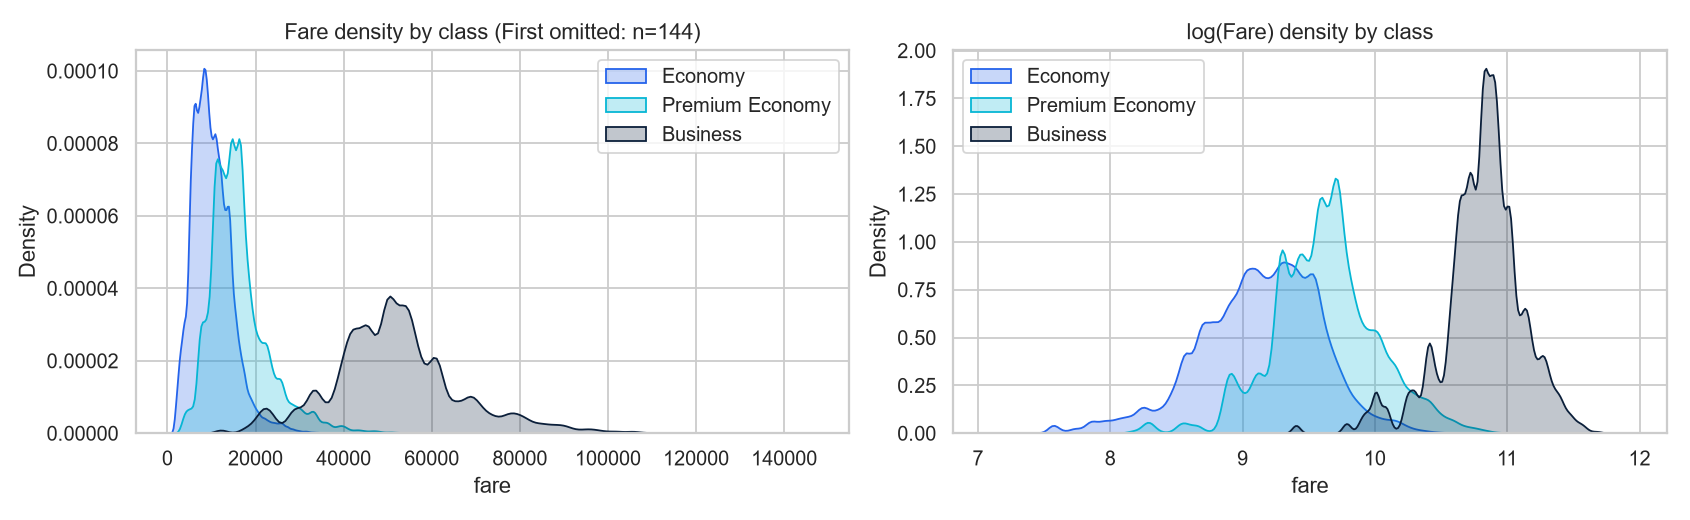 Fare density by class (First omitted: n=144)
Economy
Premium Economy
Business
Density
0.00010
0.00008
0.00006
0.00004
0.00002
0.00000
0 20000 40000 60000 80000 100000 120000 140000
fare
log(Fare) density by class
Economy
Premium Economy
Business
Density
2.00
1.75
1.50
1.25
1.00
0.75
0.50
0.25
0.00
7 8 9 10 11 12
fare